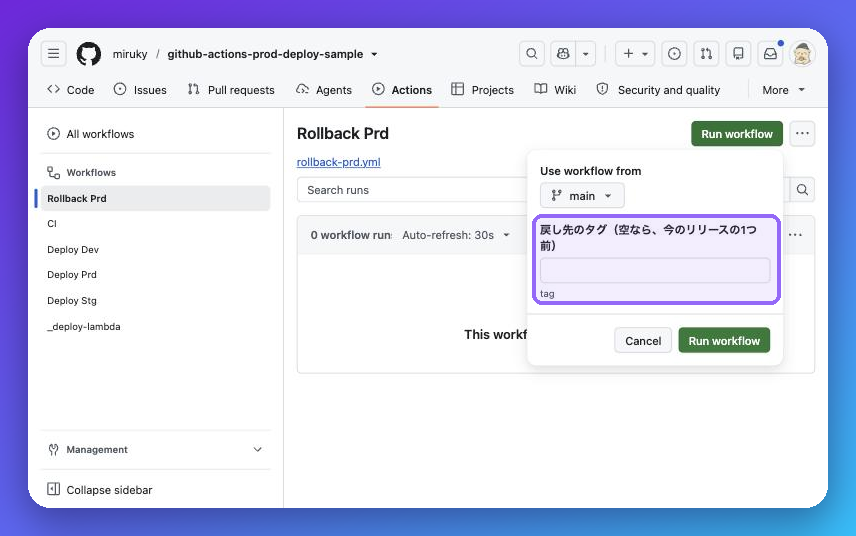 miruky / github-actions-prod-deploy-sample
Code Issues Pull requests Agents Actions Projects Wiki Security and quality More
All workflows
Workflows
Rollback Prd
CI
Deploy Dev
Deploy Prd
Deploy Stg
_deploy-lambda
Management
Collapse sidebar
Rollback Prd
Run workflow
rollback-prd.yml
Search runs
0 workflow run
Auto-refresh: 30s
This workf
Use workflow from
main
戻し先のタグ（空なら、今のリリースの1つ
前）
tag
Cancel
Run workflow